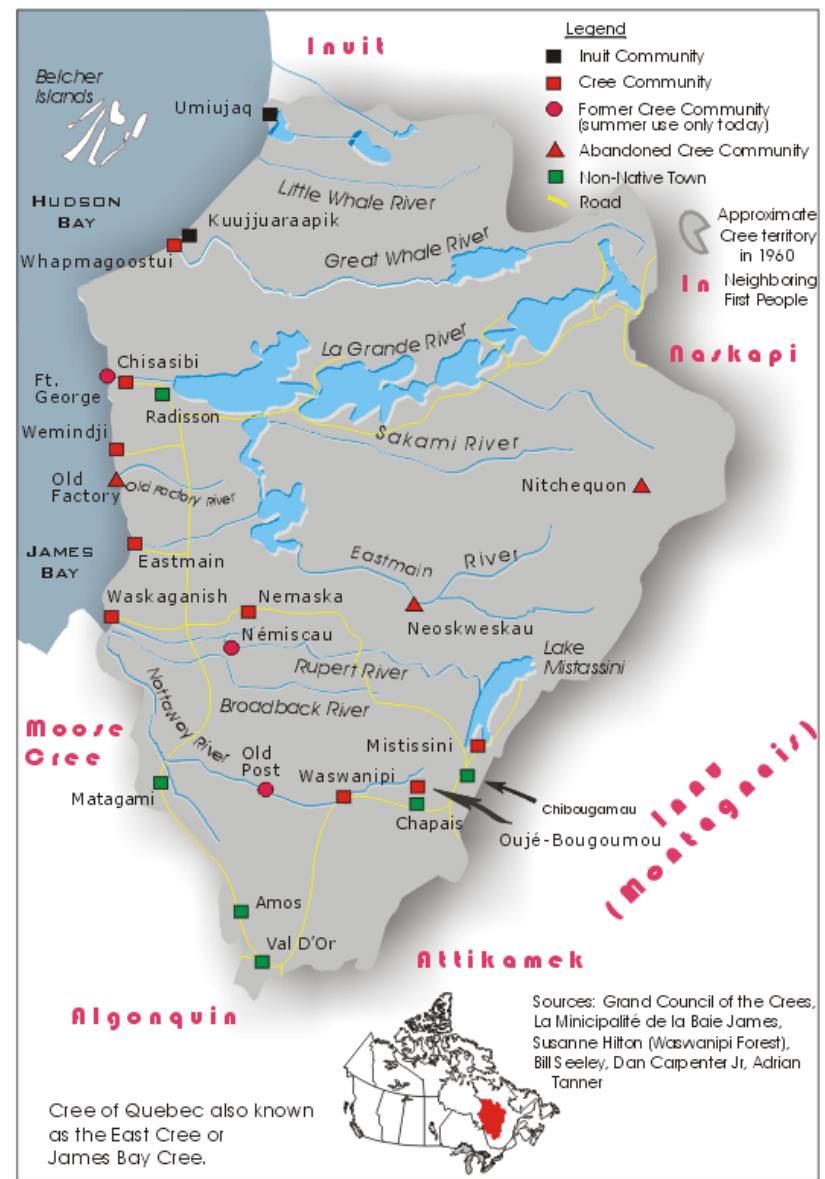 Inuit
Legend
Inuit Community
Cree Community
Former Cree Community
(summer use only today)
Abandoned Cree Community
Non-Native Town
Road
Approximate
Cree territory
in 1960
In
Neighboring
First People
Belcher
Islands
Umiujaq
Little Whale River
Hudson
Bay
Kuujjuaraapik
Great Whale River
Whapmagoostui
La Grande River
Naskapi
Chisasibi
Ft.
George
Radisson
Wemindji
Sakami River
Old
Factory
Old Factory River
Nitchequon
James
Bay
Eastmain
Eastmain River
Waskaganish
Nemaska
Neoskweskau
Némiscau
Lake
Mistassini
Rupert River
Nottaway River
Broadback River
Moose
Cree
Mistissini
Old
Post
Waswanipi
Matagami
Chibougamau
Chapais
Oujé-Bougoumou
Innu
(Montagnais)
Amos
Val D'Or
Attikamek
Algonquin
Sources: Grand Council of the Crees,
La Minicipalité de la Baie James,
Susanne Hilton (Waswanipi Forest),
Bill Seeley, Dan Carpenter Jr, Adrian
Tanner
Cree of Quebec also known
as the East Cree or
James Bay Cree.